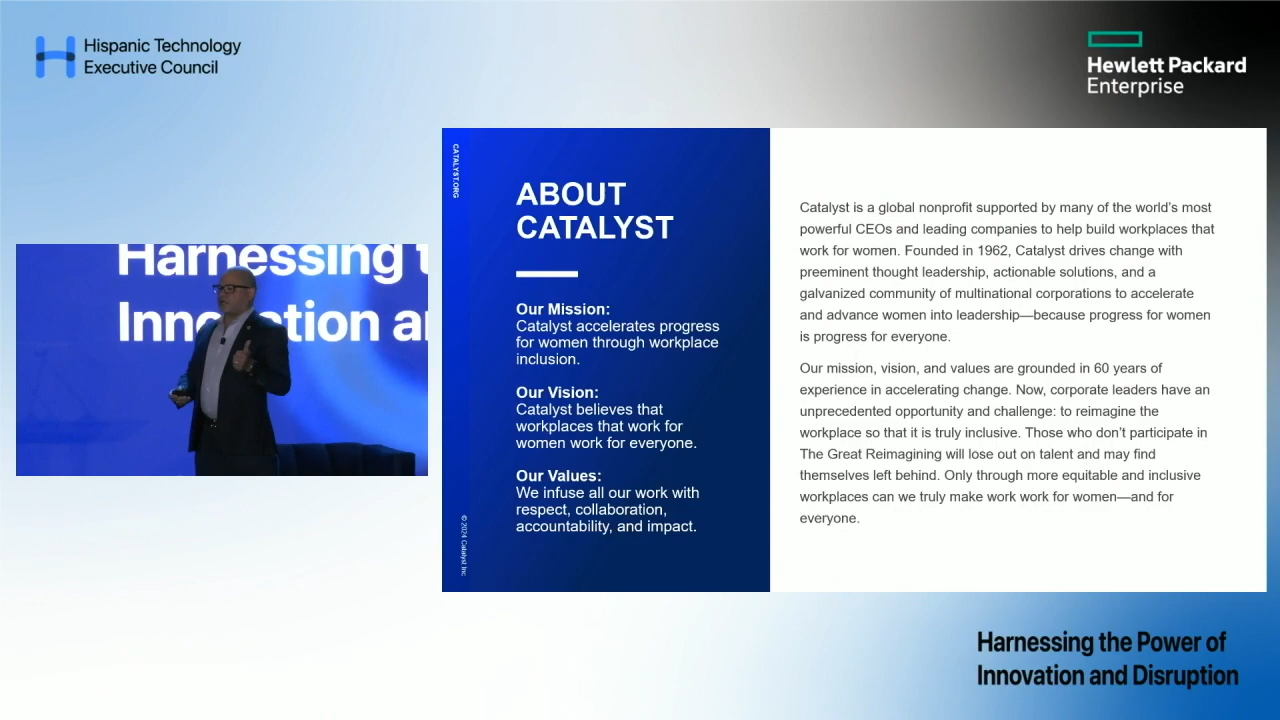 Hispanic Technology
Executive Council
Hewlett Packard
Enterprise
Harnessing t
Inno ation a
CATALYST.ORG
ABOUT
CATALYST
Our Mission:
Catalyst accelerates progress
for women through workplace
inclusion.
Our Vision:
Catalyst believes that
workplaces that work for
women work for everyone.
Our Values:
We infuse all our work with
respect, collaboration,
accountability, and impact.
© 2024 Catalyst Inc
Catalyst is a global nonprofit supported by many of the world’s most
powerful CEOs and leading companies to help build workplaces that
work for women. Founded in 1962, Catalyst drives change with
preeminent thought leadership, actionable solutions, and a
galvanized community of multinational corporations to accelerate
and advance women into leadership—because progress for women
is progress for everyone.
Our mission, vision, and values are grounded in 60 years of
experience in accelerating change. Now, corporate leaders have an
unprecedented opportunity and challenge: to reimagine the
workplace so that it is truly inclusive. Those who don’t participate in
The Great Reimagining will lose out on talent and may find
themselves left behind. Only through more equitable and inclusive
workplaces can we truly make work work for women—and for
everyone.
Harnessing the Power of
Innovation and Disruption